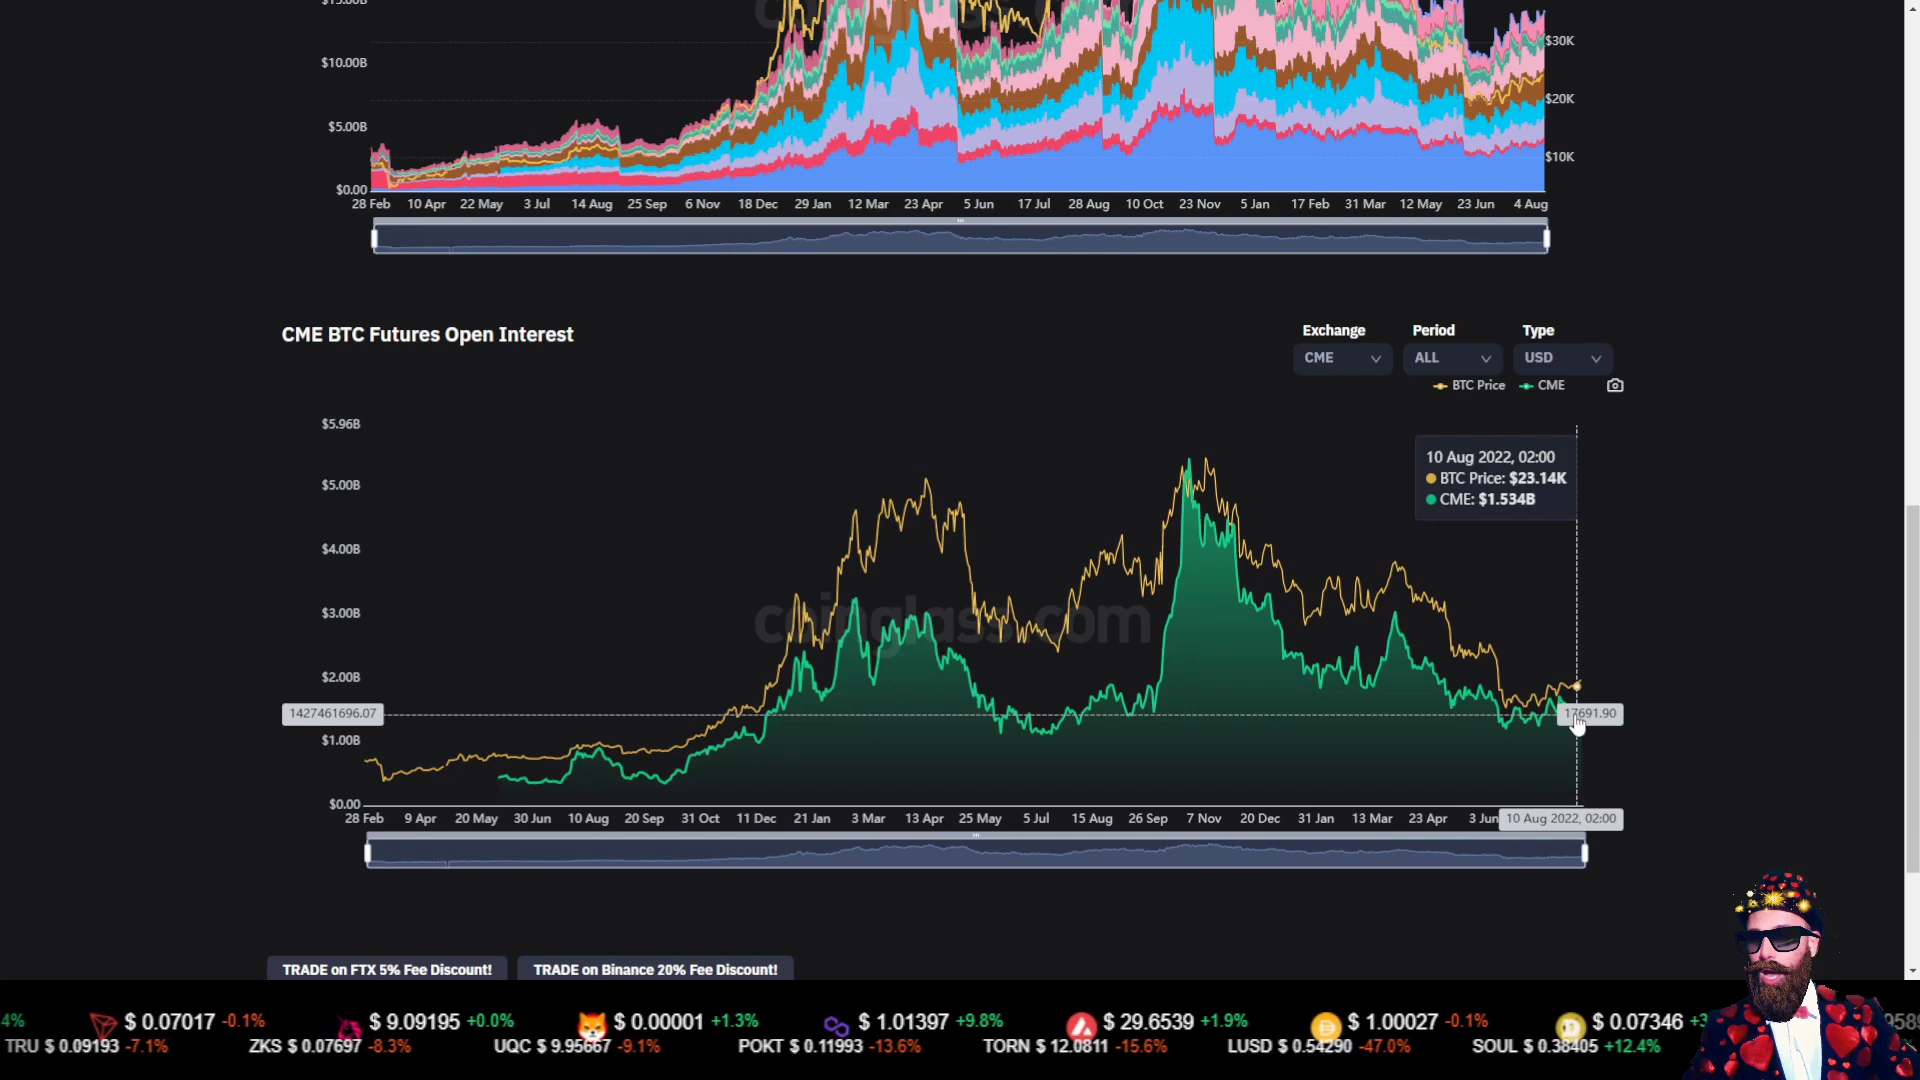 $10.00B
$5.00B
$0.00
$30K
$20K
$10K
28 Feb 10 Apr 22 May 3 Jul 14 Aug 25 Sep 6 Nov 18 Dec 29 Jan 12 Mar 23 Apr 5 Jun 17 Jul 28 Aug 10 Oct 23 Nov 5 Jan 17 Feb 31 Mar 12 May 23 Jun 4 Aug
CME BTC Futures Open Interest
Exchange Period Type
CME ALL USD
BTC Price CME
$5.96B
10 Aug 2022, 02:00
BTC Price: $23.14K
CME: $1.534B
$5.00B
$4.00B
$3.00B
coinglass.com
$2.00B
1427461696.07
17691.90
$1.00B
$0.00
28 Feb 9 Apr 20 May 30 Jun 10 Aug 20 Sep 31 Oct 11 Dec 21 Jan 3 Mar 13 Apr 25 May 5 Jul 15 Aug 26 Sep 7 Nov 20 Dec 31 Jan 13 Mar 23 Apr 3 Jun 10 Aug 2022, 02:00
TRADE on FTX 5% Fee Discount! TRADE on Binance 20% Fee Discount!
4% $ 0.07017 -0.1% $ 9.09195 +0.0% $ 0.00001 +1.3% $ 1.01397 +9.8% $ 29.6539 +1.9% $ 1.00027 -0.1% $ 0.07346
TRU $ 0.09193 -7.1% ZKS $ 0.07697 -8.3% UQC $ 9.95667 -9.1% POKT $ 0.11993 -13.6% TORN $ 12.0811 -15.6% LUSD $ 0.54290 -47.0% SOUL $ 0.38405 +12.4%